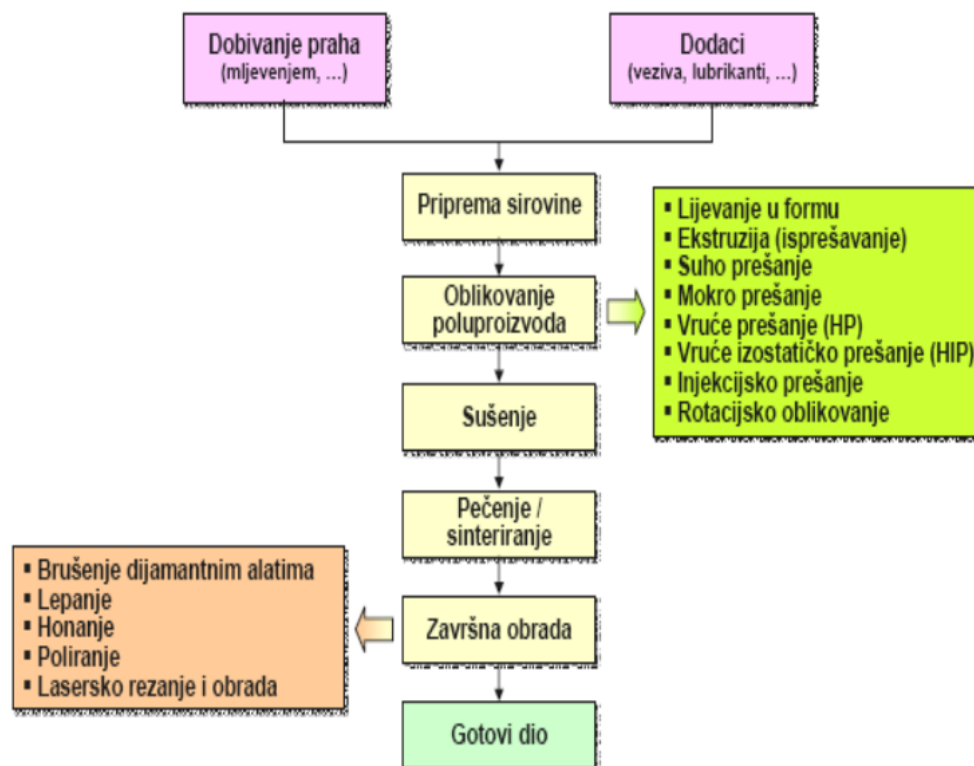 Dobivanje praha
(mljevenjem, ...)
Dodaci
(veziva, lubrikanti, ...)
Priprema sirovine
Oblikovanje
poluproizvoda
▪ Lijevanje u formu
▪ Ekstruzija (isprešavanje)
▪ Suho prešanje
▪ Mokro prešanje
▪ Vruće prešanje (HP)
▪ Vruće izostatičko prešanje (HIP)
▪ Injekcijsko prešanje
▪ Rotacijsko oblikovanje
Sušenje
Pečenje /
sinteriranje
Završna obrada
▪ Brušenje dijamantnim alatima
▪ Lepanje
▪ Honanje
▪ Poliranje
▪ Lasersko rezanje i obrada
Gotovi dio